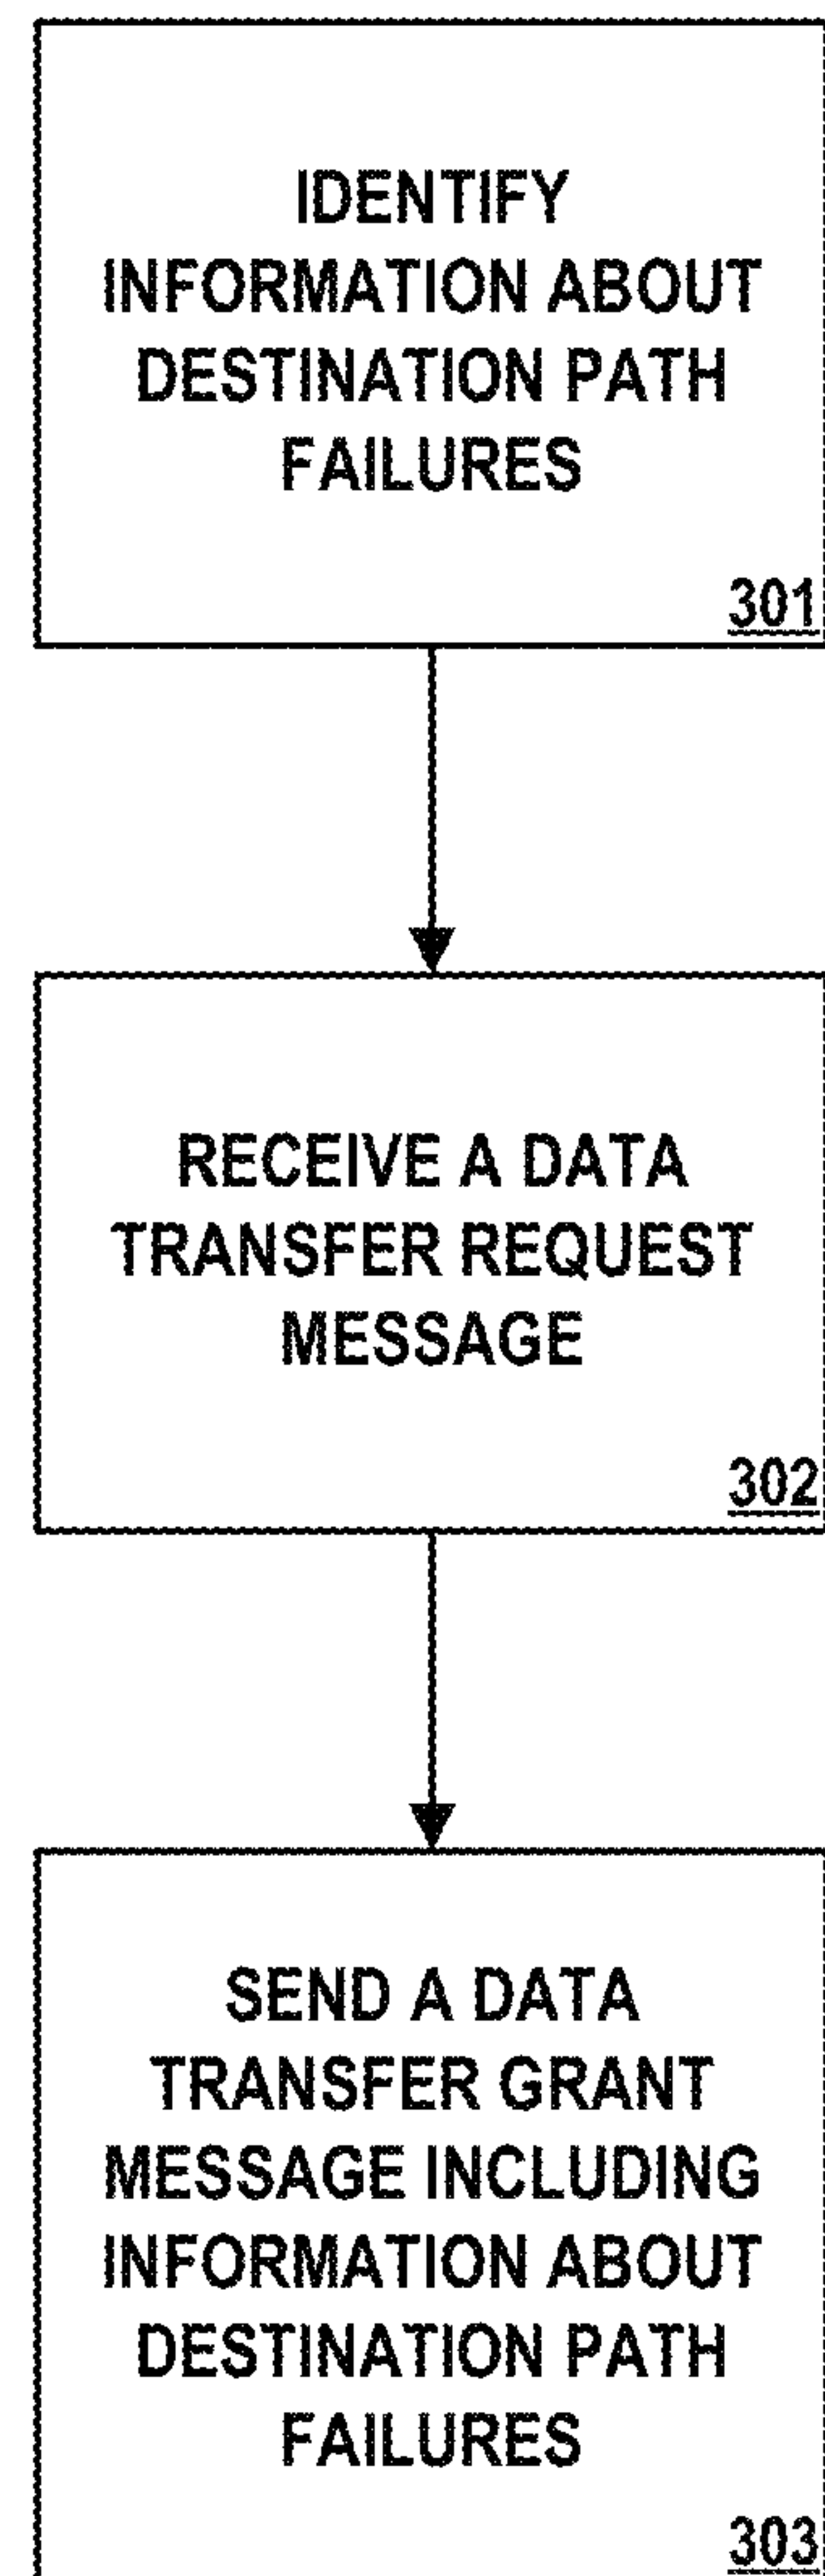 IDENTIFY
INFORMATION ABOUT
DESTINATION PATH
FAILURES
301
RECEIVE A DATA
TRANSFER REQUEST
MESSAGE
302
SEND A DATA
TRANSFER GRANT
MESSAGE INCLUDING
INFORMATION ABOUT
DESTINATION PATH
FAILURES
303